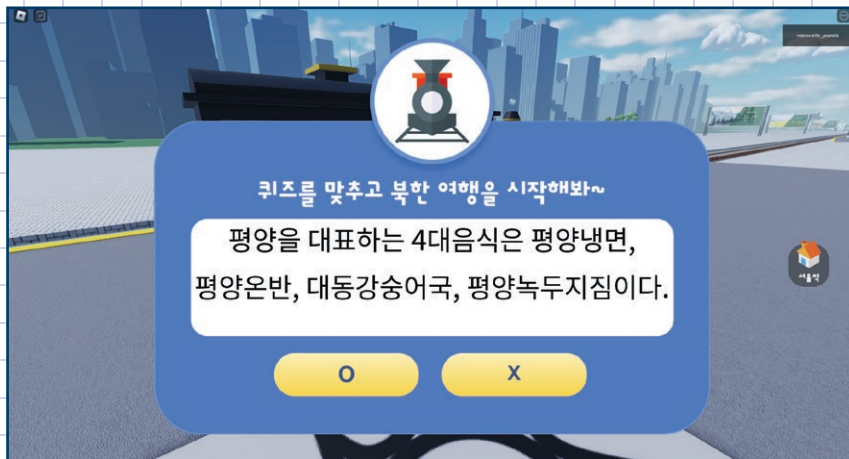 퀴즈를 맞추고 북한 여행을 시작해봐~
평양을 대표하는 4대음식은 평양냉면,
평양온반, 대동강숭어국, 평양녹두지짐이다.
O
X
서울역